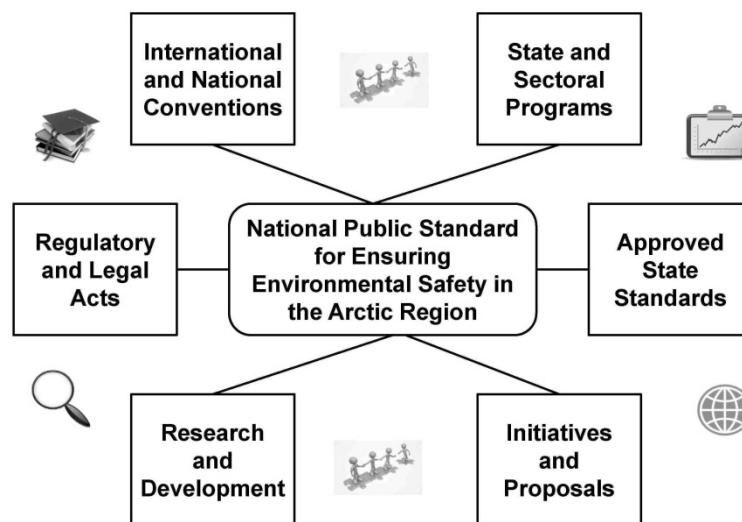 International
and National
Conventions
State and
Sectoral
Programs
Regulatory
and Legal
Acts
National Public Standard
for Ensuring
Environmental Safety in
the Arctic Region
Approved
State
Standards
Research
and
Development
Initiatives
and
Proposals